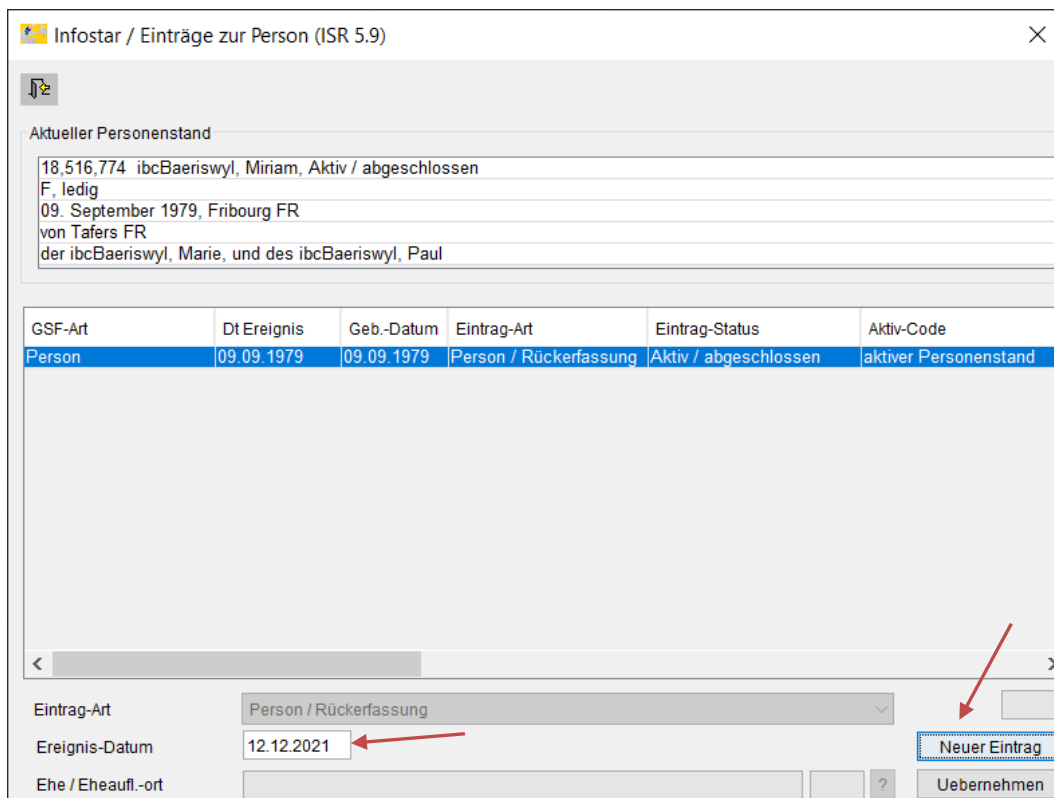 Infostar / Einträge zur Person (ISR 5.9)
Aktueller Personenstand
18,516,774 ibcBaeriswyl, Miriam, Aktiv / abgeschlossen
F, ledig
09. September 1979, Fribourg FR
von Tafers FR
der ibcBaeriswyl, Marie, und des ibcBaeriswyl, Paul
GSF-Art Dt Ereignis Geb.-Datum Eintrag-Art Eintrag-Status Aktiv-Code
Person 09.09.1979 09.09.1979 Person / Rückerfassung Aktiv / abgeschlossen aktiver Personenstand
Eintrag-Art Person / Rückerfassung
Ereignis-Datum 12.12.2021 Neuer Eintrag
Ehe / Eheaufl.-ort ? Uebernehmen